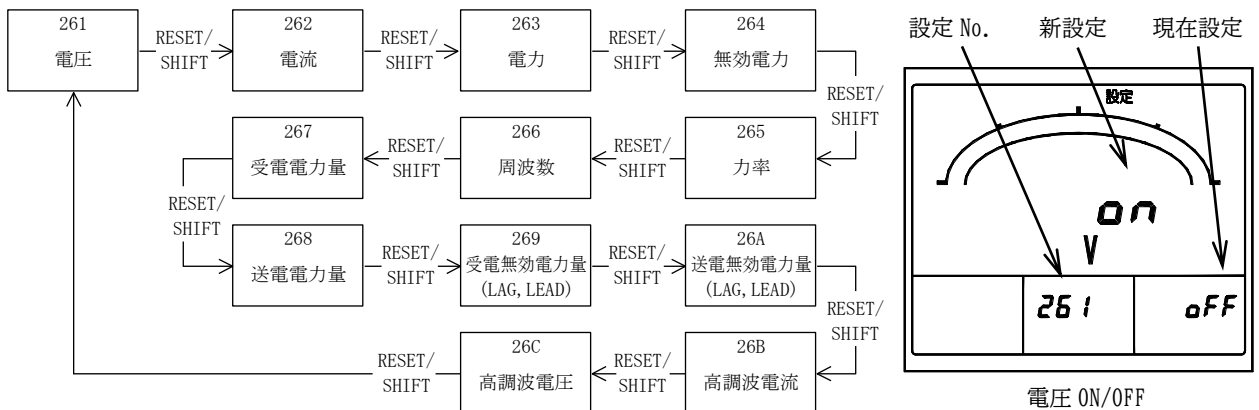 261
電圧
RESET/
SHIFT
262
電流
RESET/
SHIFT
263
電力
RESET/
SHIFT
264
無効電力
RESET/
SHIFT
265
力率
RESET/
SHIFT
266
周波数
RESET/
SHIFT
267
受電電力量
RESET/
SHIFT
268
送電電力量
RESET/
SHIFT
269
受電無効電力量
(LAG, LEAD)
RESET/
SHIFT
26A
送電無効電力量
(LAG, LEAD)
RESET/
SHIFT
26B
高調波電流
RESET/
SHIFT
26C
高調波電圧
RESET/
SHIFT
設定 No.
新設定
現在設定
設定
on
V
261
oFF
電圧 ON/OFF